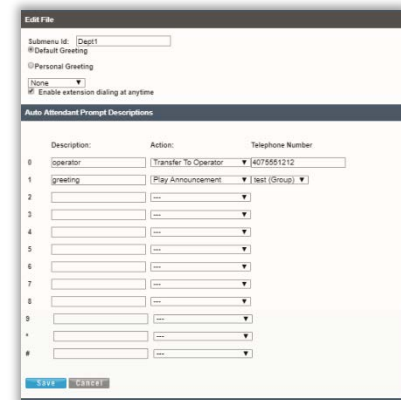 Edit File
Submenu Id: Dept1
Default Greeting
Personal Greeting
None
Enable extension dialing at anytime
Auto Attendant Prompt Descriptions
Description: Action: Telephone Number
0 operator Transfer To Operator 4075551212
1 greeting Play Announcement test (Group)
2 ---
3 ---
4 ---
5 ---
6 ---
7 ---
8 ---
9 ---
* ---
# ---
Save Cancel